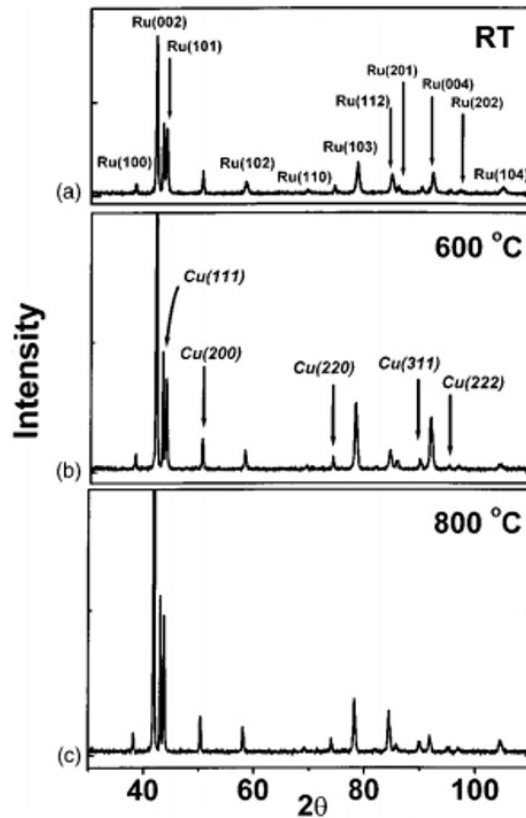 Ru(002)
RT
Ru(101)
Ru(201)
Ru(004)
Ru(112)
Ru(202)
Ru(103)
Ru(100)
Ru(102)
Ru(110)
Ru(104)
(a)
600 °C
Cu(111)
Cu(200)
Cu(220)
Cu(311)
Cu(222)
(b)
Intensity
800 °C
(c)
40 60 80 100
2θ